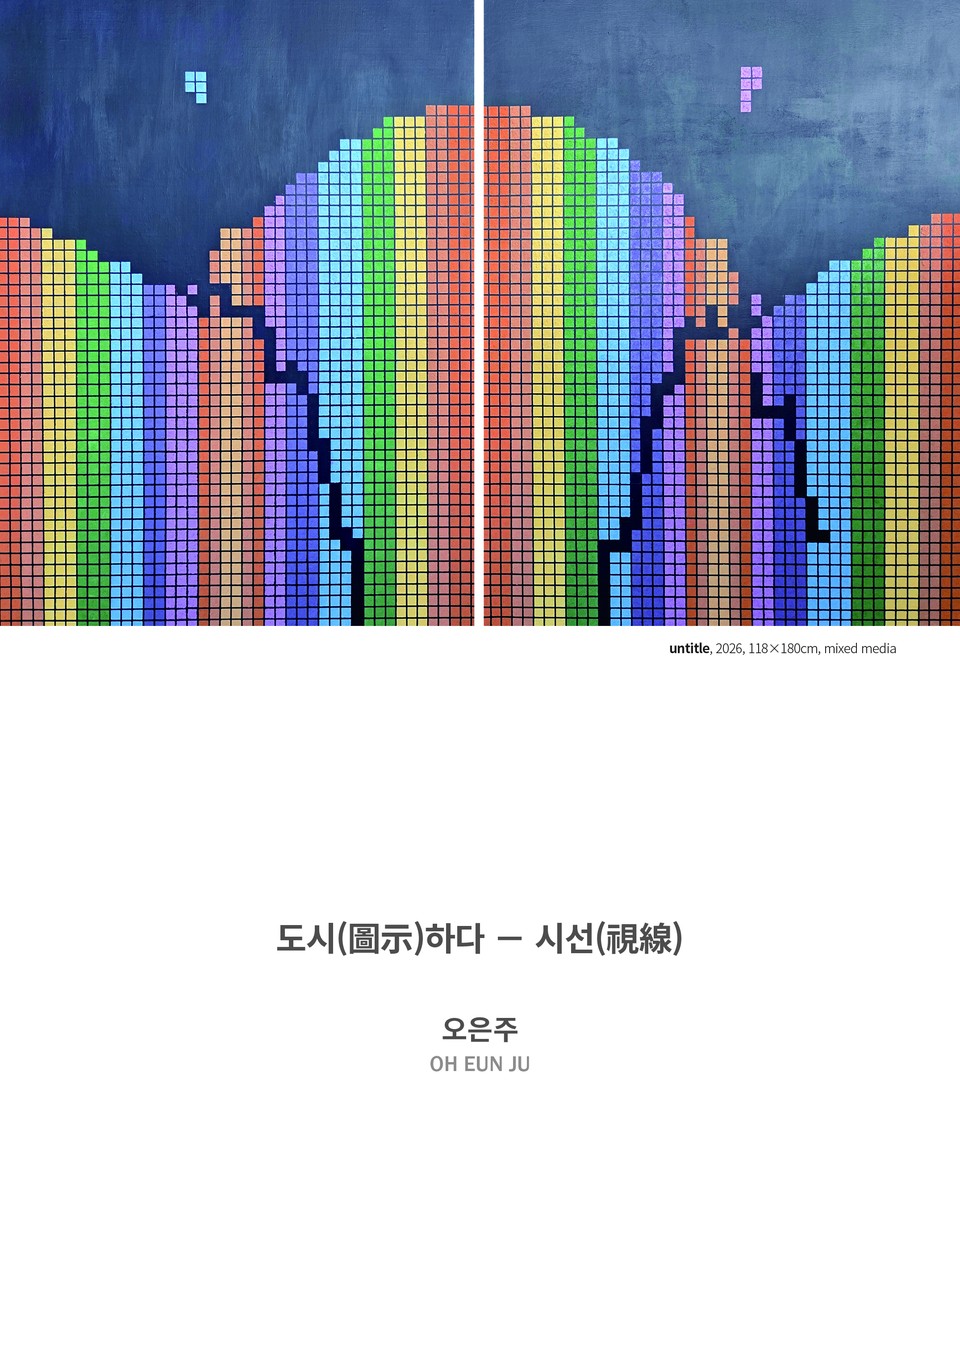 untitle, 2026, 118×180cm, mixed media
도시(圖示)하다 – 시선(視線)
오은주
OH EUN JU